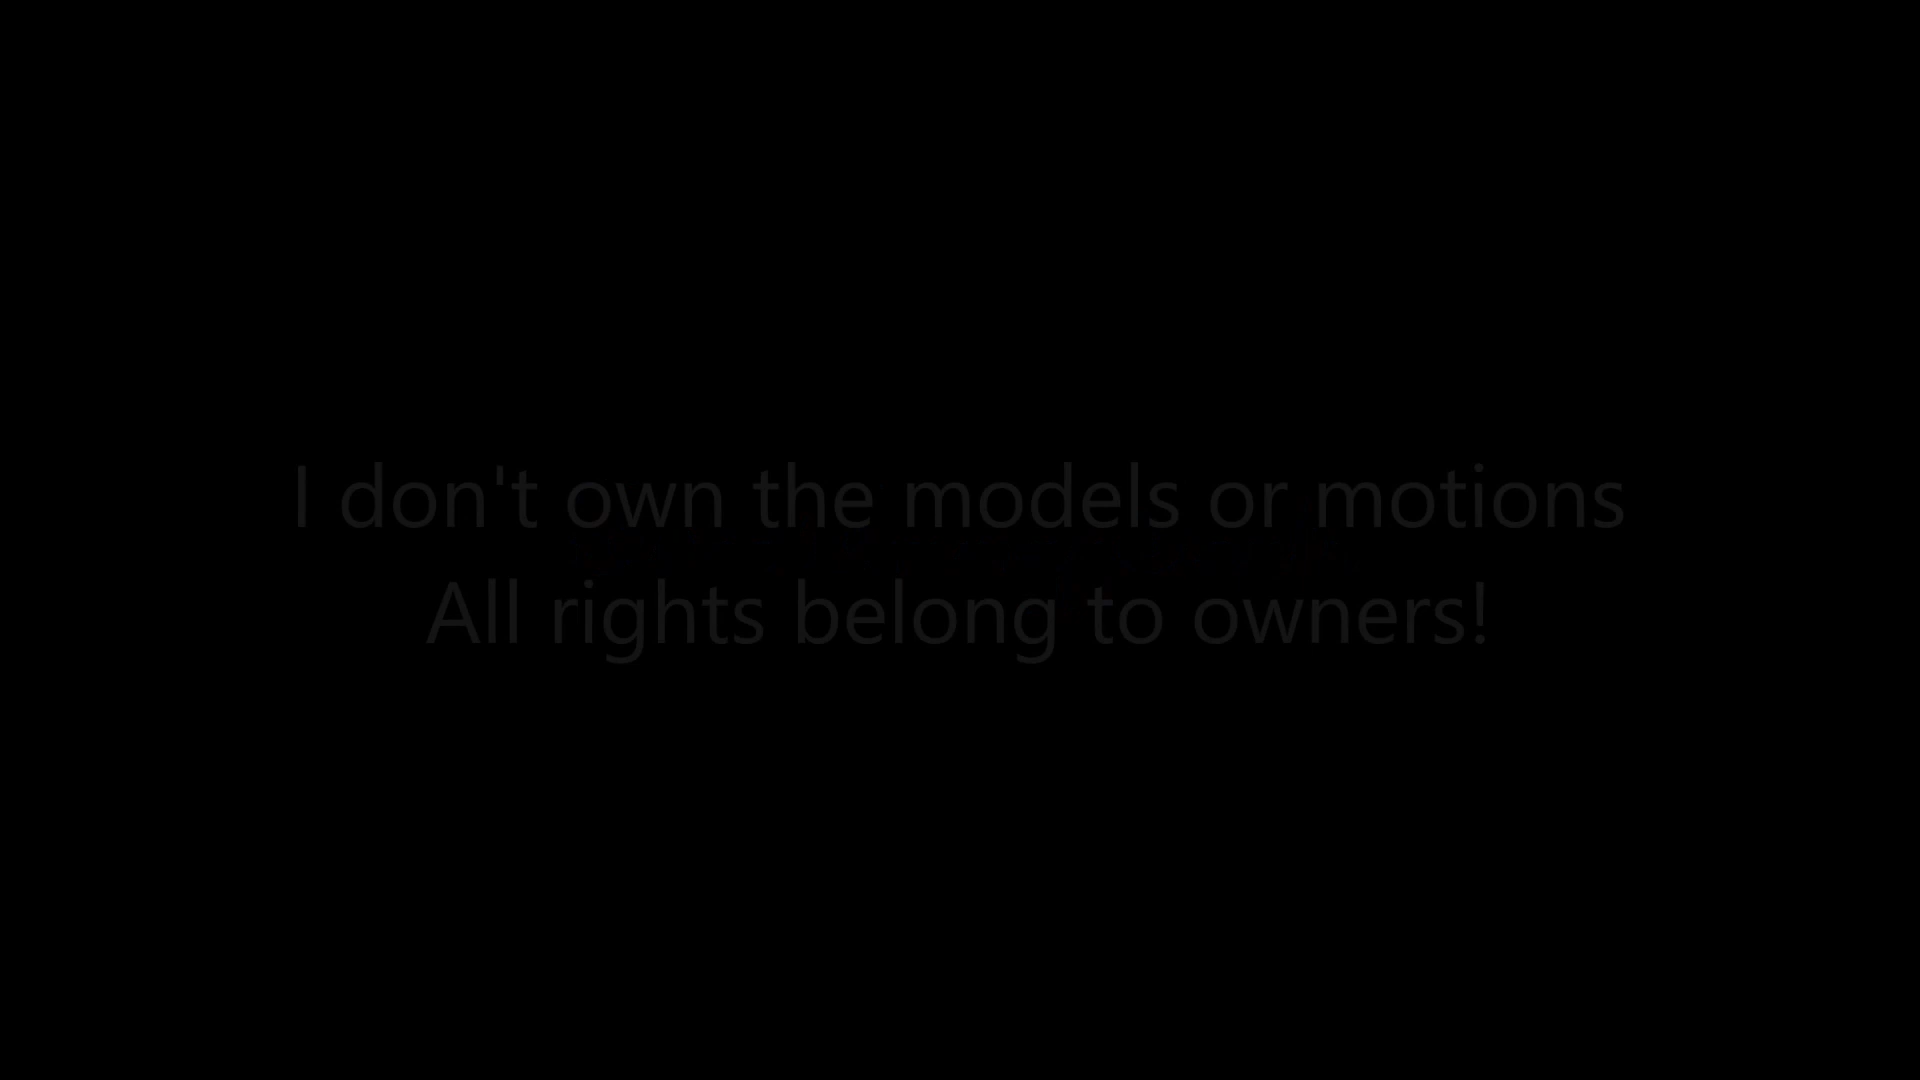 I don't own the models or motions
All rights belong to owners!